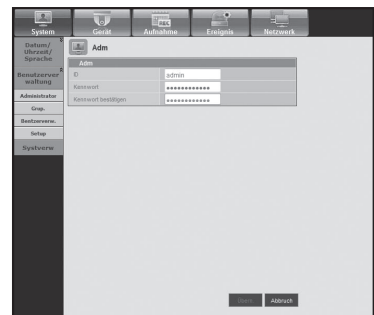 System Gerät Aufnahme Ereignis Netzwerk
Datum/
Uhrzeit/
Sprache
Benutzerver
waltung
Administrator
Grup.
Benutzerverw.
Setup
Systverw
Adm
Adm
ID admin
Kennwort ●●●●●●●●●●●●
Kennwort bestätigen ●●●●●●●●●●●●
Abbruch